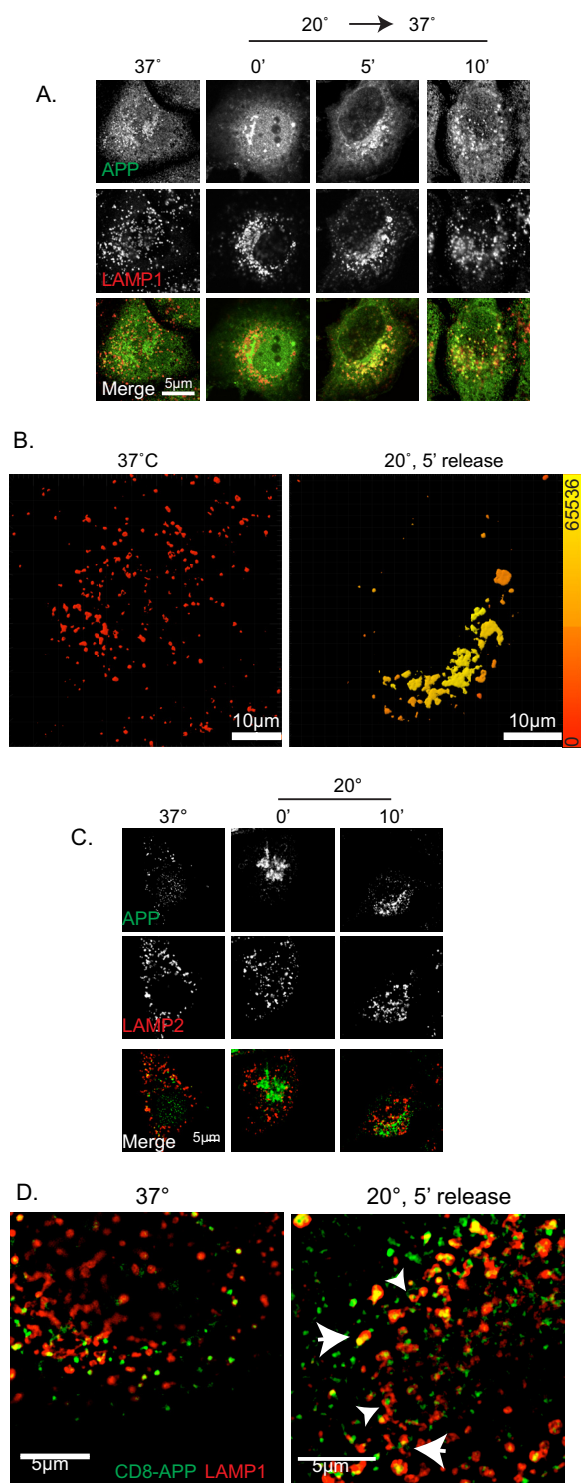 20˚ → 37˚
37˚ 0’ 5’ 10’
A.
APP
LAMP1
Merge
5µm
B.
37˚C 20˚, 5’ release
65536
0
10µm 10µm
20°
37° 0’ 10’
C.
APP
LAMP2
Merge 5µm
D.
37° 20°, 5’ release
5µm CD8-APP LAMP1 5µm